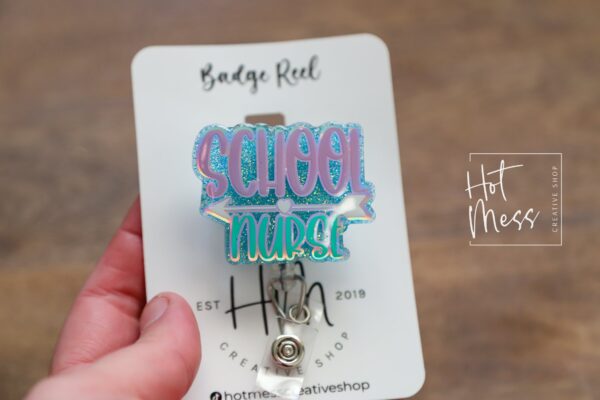 Badge Reel
SCHOOL
NURSE
EST Hm 2019
CREATIVE SHOP
hotmesscreativeshop
Hot
Mess
CREATIVE SHOP